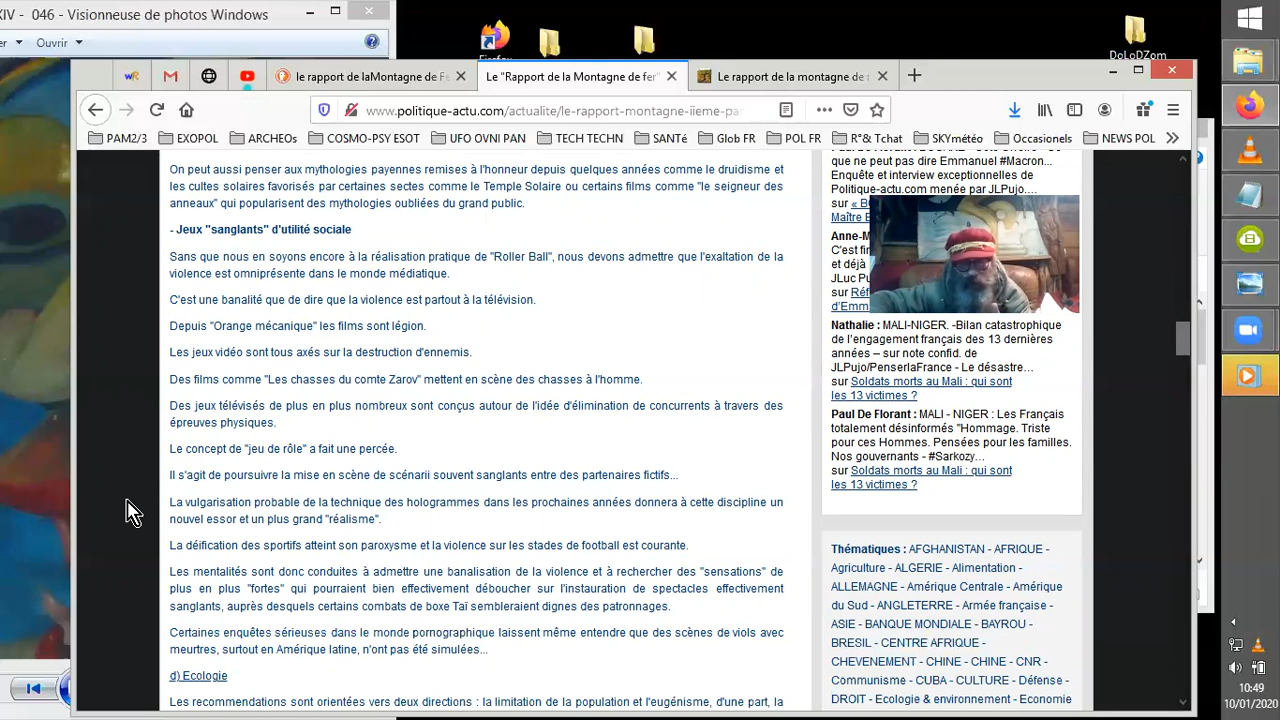 XIV - 046 - Visionneuse de photos Windows
Ouvrir
Firefox
DoLoDZom
le rapport de laMontagne de Fe
Le "Rapport de la Montagne de fer"
Le rapport de la montagne de
www.politique-actu.com/actualite/le-rapport-montagne-iieme-pa
PAM2/3 EXOPOL ARCHEOs COSMO-PSY ESOT UFO OVNI PAN TECH TECHN SANTé Glob FR POL FR R°& Tchat SKYmétéo Occasionels NEWS POL
On peut aussi penser aux mythologies payennes remises à l'honneur depuis quelques années comme le druidisme et
les cultes solaires favorisés par certaines sectes comme le Temple Solaire ou certains films comme "le seigneur des
anneaux" qui popularisent des mythologies oubliées du grand public.
- Jeux "sanglants" d'utilité sociale
Sans que nous en soyons encore à la réalisation pratique de "Roller Ball", nous devons admettre que l'exaltation de la
violence est omniprésente dans le monde médiatique.
C'est une banalité que de dire que la violence est partout à la télévision.
Depuis "Orange mécanique" les films sont légion.
Les jeux vidéo sont tous axés sur la destruction d'ennemis.
Des films comme "Les chasses du comte Zarov" mettent en scène des chasses à l'homme.
Des jeux télévisés de plus en plus nombreux sont conçus autour de l'idée d'élimination de concurrents à travers des
épreuves physiques.
Le concept de "jeu de rôle" a fait une percée.
Il s'agit de poursuivre la mise en scène de scénarii souvent sanglants entre des partenaires fictifs...
La vulgarisation probable de la technique des hologrammes dans les prochaines années donnera à cette discipline un
nouvel essor et un plus grand "réalisme".
La déification des sportifs atteint son paroxysme et la violence sur les stades de football est courante.
Les mentalités sont donc conduites à admettre une banalisation de la violence et à rechercher des "sensations" de
plus en plus "fortes" qui pourraient bien effectivement déboucher sur l'instauration de spectacles effectivement
sanglants, auprès desquels certains combats de boxe Taï sembleraient dignes des patronnages.
Certaines enquêtes sérieuses dans le monde pornographique laissent même entendre que des scènes de viols avec
meurtres, surtout en Amérique latine, n'ont pas été simulées...
d) Ecologie
Les recommendations sont orientées vers deux directions : la limitation de la population et l'eugénisme, d'une part, la
que ne peut pas dire Emmanuel #Macron...
Enquête et interview exceptionnelles de
Politique-actu.com menée par JLPujo....
sur « B
Maître E
Anne-M
C'est fin
et déjà
JLuc P
sur Réf
d'Emma
Nathalie : MALI-NIGER. -Bilan catastrophique
de l'engagement français des 13 dernières
années – sur note confid. de
JLPujo/PenserlaFrance - Le désastre...
sur Soldats morts au Mali : qui sont
les 13 victimes ?
Paul De Florant : MALI - NIGER : Les Français
totalement désinformés "Hommage. Triste
pour ces Hommes. Pensées pour les familles.
Nos gouvernants - #Sarkozy...
sur Soldats morts au Mali : qui sont
les 13 victimes ?
Thématiques : AFGHANISTAN - AFRIQUE -
Agriculture - ALGERIE - Alimentation -
ALLEMAGNE - Amérique Centrale - Amérique
du Sud - ANGLETERRE - Armée française -
ASIE - BANQUE MONDIALE - BAYROU -
BRESIL - CENTRE AFRIQUE -
CHEVENEMENT - CHINE - CHINE - CNR -
Communisme - CUBA - CULTURE - Défense -
DROIT - Ecologie & environnement - Economie
10:49
10/01/2020